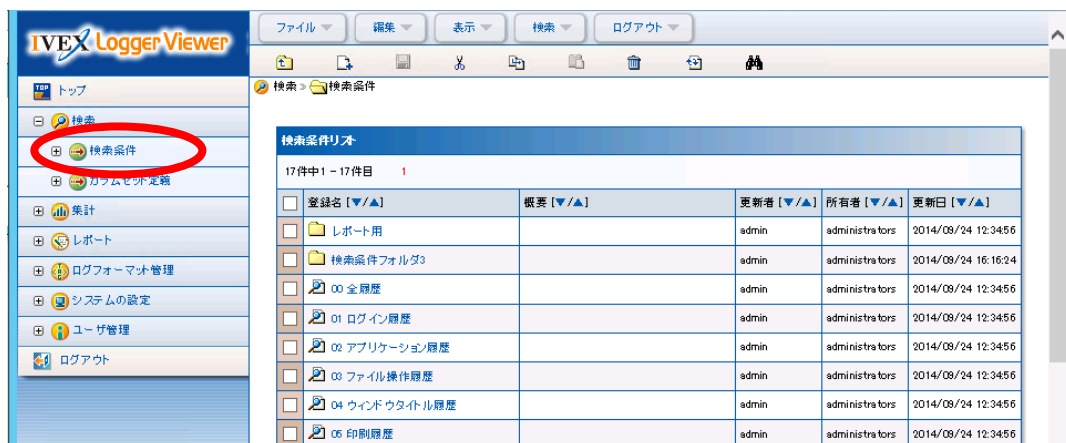 IVEX Logger Viewer
ファイル 編集 表示 検索 ログアウト
検索 » 検索条件
TOP トップ
検索
検索条件
カラムセット定義
集計
レポート
ログフォーマット管理
システムの設定
ユーザ管理
ログアウト
検索条件リスト
17件中1 - 17件目 1
登録名 [▼/▲] 概要 [▼/▲] 更新者 [▼/▲] 所有者 [▼/▲] 更新日 [▼/▲]
レポート用 admin administrators 2014/09/24 12:34:56
検索条件フォルダ3 admin administrators 2014/09/24 16:16:24
00 全履歴 admin administrators 2014/09/24 12:34:56
01 ログイン履歴 admin administrators 2014/09/24 12:34:56
02 アプリケーション履歴 admin administrators 2014/09/24 12:34:56
03 ファイル操作履歴 admin administrators 2014/09/24 12:34:56
04 ウィンドウタイトル履歴 admin administrators 2014/09/24 12:34:56
05 印刷履歴 admin administrators 2014/09/24 12:34:56